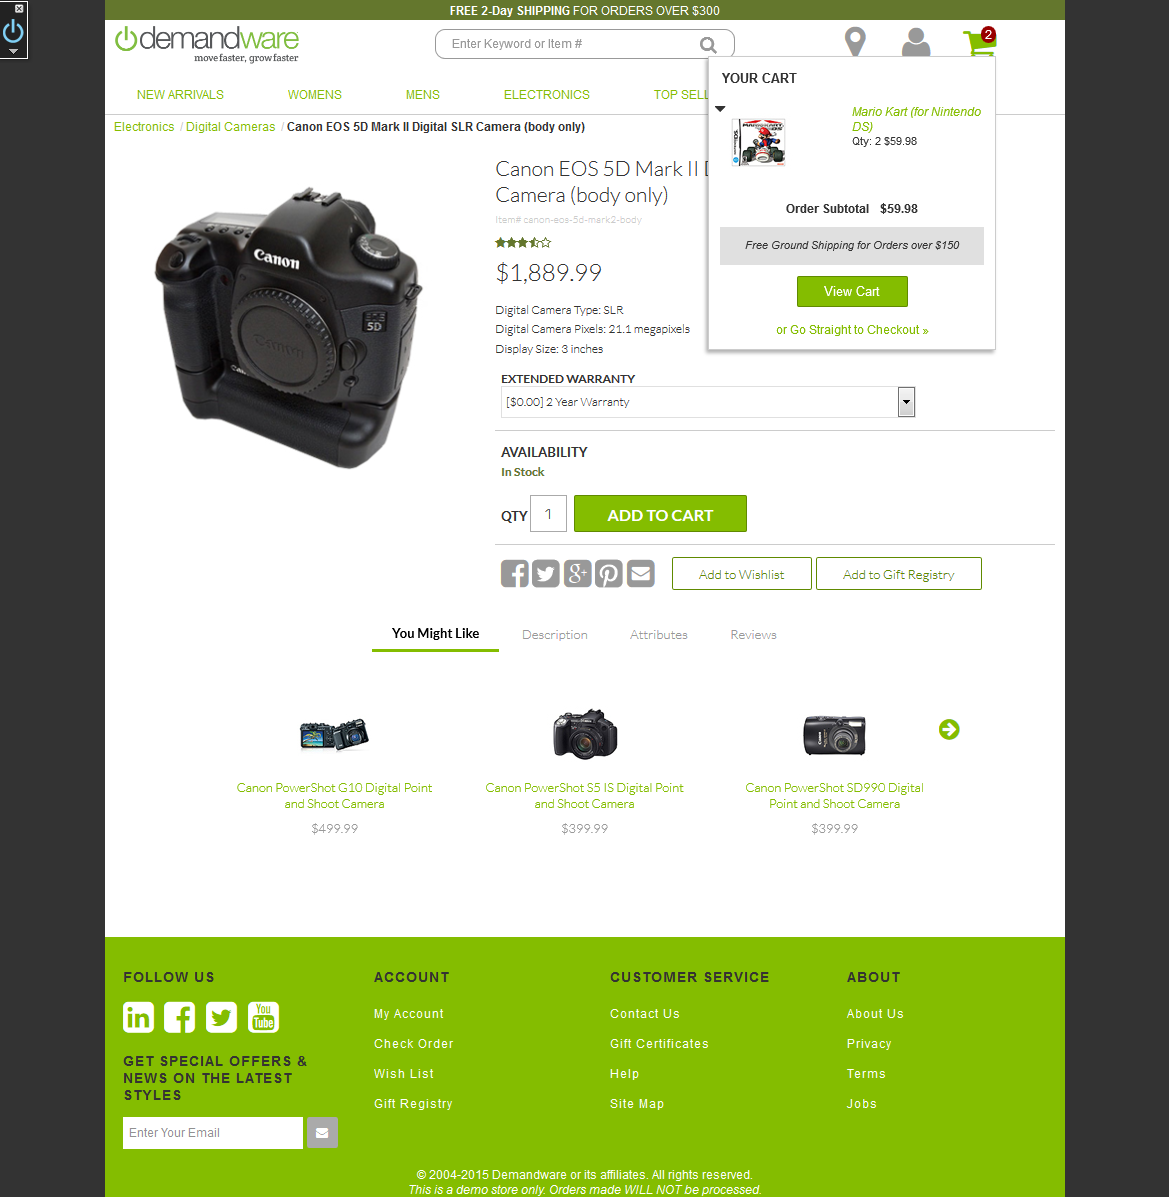 FREE 2-Day SHIPPING FOR ORDERS OVER $300
demandware
move faster, grow faster
Enter Keyword or Item #
2
NEW ARRIVALS WOMENS MENS ELECTRONICS TOP SELL
Electronics / Digital Cameras / Canon EOS 5D Mark II Digital SLR Camera (body only)
YOUR CART
MARIOKART DS
Mario Kart (for Nintendo
DS)
Qty: 2 $59.98
Order Subtotal $59.98
Free Ground Shipping for Orders over $150
View Cart
or Go Straight to Checkout »
Canon
5D
Canon
Canon EOS 5D Mark II D
Camera (body only)
Item# canon-eos-5d-mark2-body
$1,889.99
Digital Camera Type: SLR
Digital Camera Pixels: 21.1 megapixels
Display Size: 3 inches
EXTENDED WARRANTY
[$0.00] 2 Year Warranty
AVAILABILITY
In Stock
QTY 1 ADD TO CART
Add to Wishlist Add to Gift Registry
You Might Like Description Attributes Reviews
Canon PowerShot G10 Digital Point
and Shoot Camera
$499.99
Canon PowerShot S5 IS Digital Point
and Shoot Camera
$399.99
Canon PowerShot SD990 Digital
Point and Shoot Camera
$399.99
FOLLOW US
in f You Tube
GET SPECIAL OFFERS &
NEWS ON THE LATEST
STYLES
Enter Your Email
ACCOUNT
My Account
Check Order
Wish List
Gift Registry
CUSTOMER SERVICE
Contact Us
Gift Certificates
Help
Site Map
ABOUT
About Us
Privacy
Terms
Jobs
© 2004-2015 Demandware or its affiliates. All rights reserved.
This is a demo store only. Orders made WILL NOT be processed.